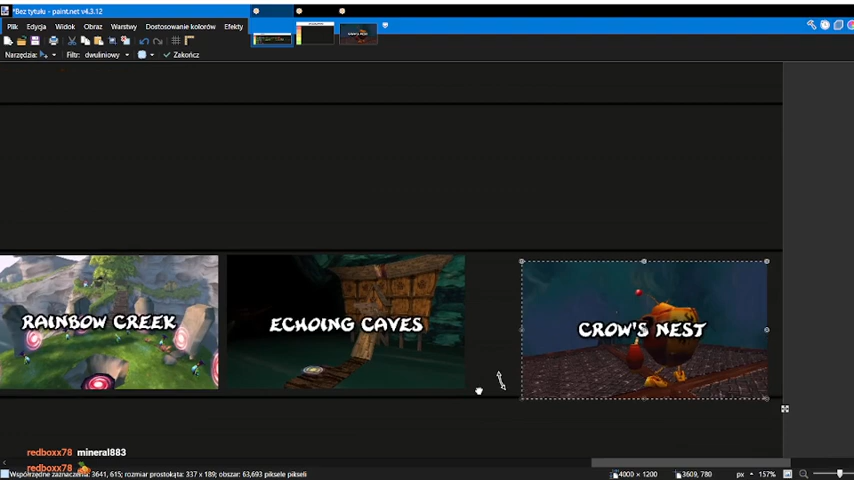 *Bez tytułu - paint.net v4.3.12
Plik Edycja Widok Obraz Warstwy Dostosowanie kolorów Efekty
Narzędzia: Filtr: dwuliniowy Zakończ
RAINBOW CREEK
ECHOING CAVES
CROW'S NEST
redboxx78 mineral883
redboxx78
Współrzędne zaznaczenia: 3641, 615; rozmiar prostokąta: 337 x 189; obszar: 63,693 piksele pikseli
4000 × 1200 3609, 780 px 157%